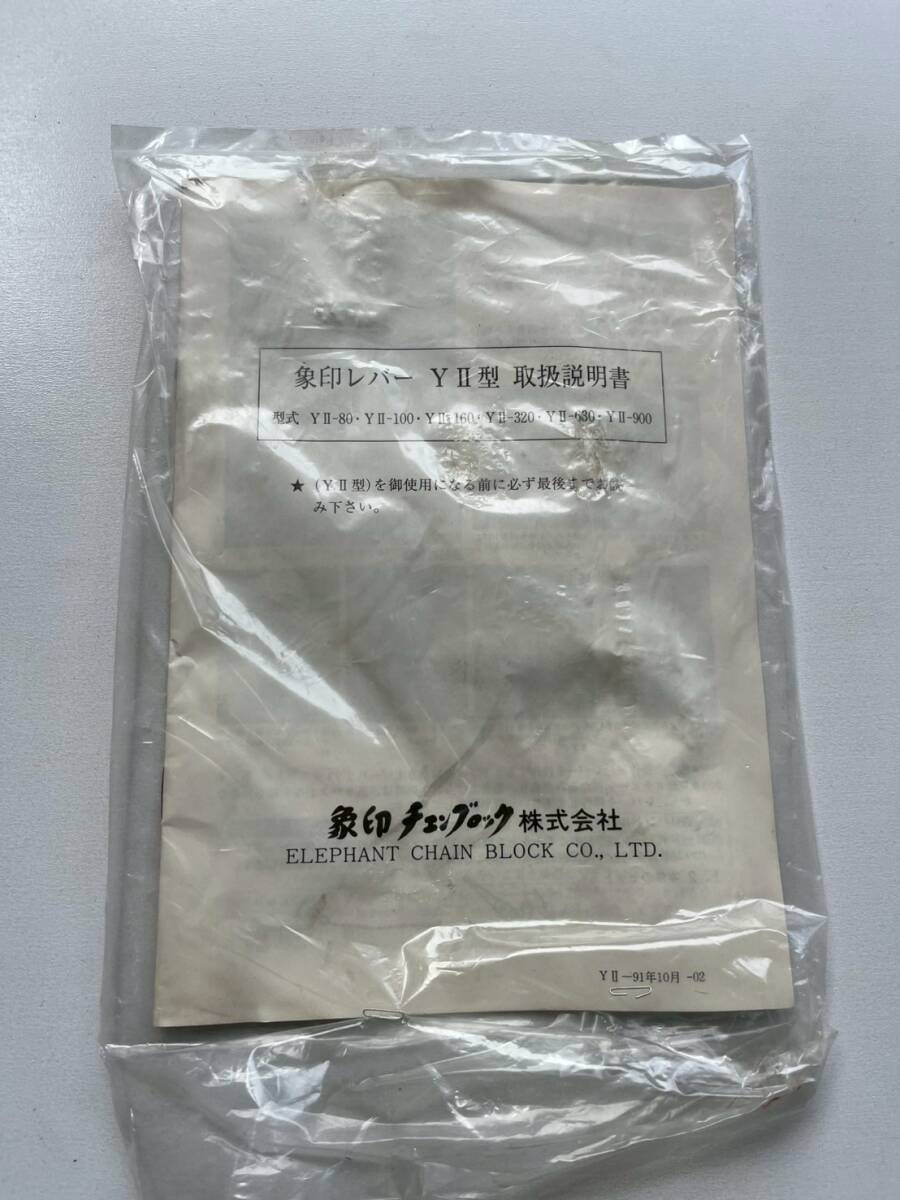 象印レバー YⅡ型 取扱説明書
型式 YⅡ-80・YⅡ-100・YⅡ-160・YⅡ-320・YⅡ-630・YⅡ-900
★ (YⅡ型)を御使用になる前に必ず最後までお読
み下さい。
象印チェンブロック株式会社
ELEPHANT CHAIN BLOCK CO., LTD.
YⅡ-91年10月 -02